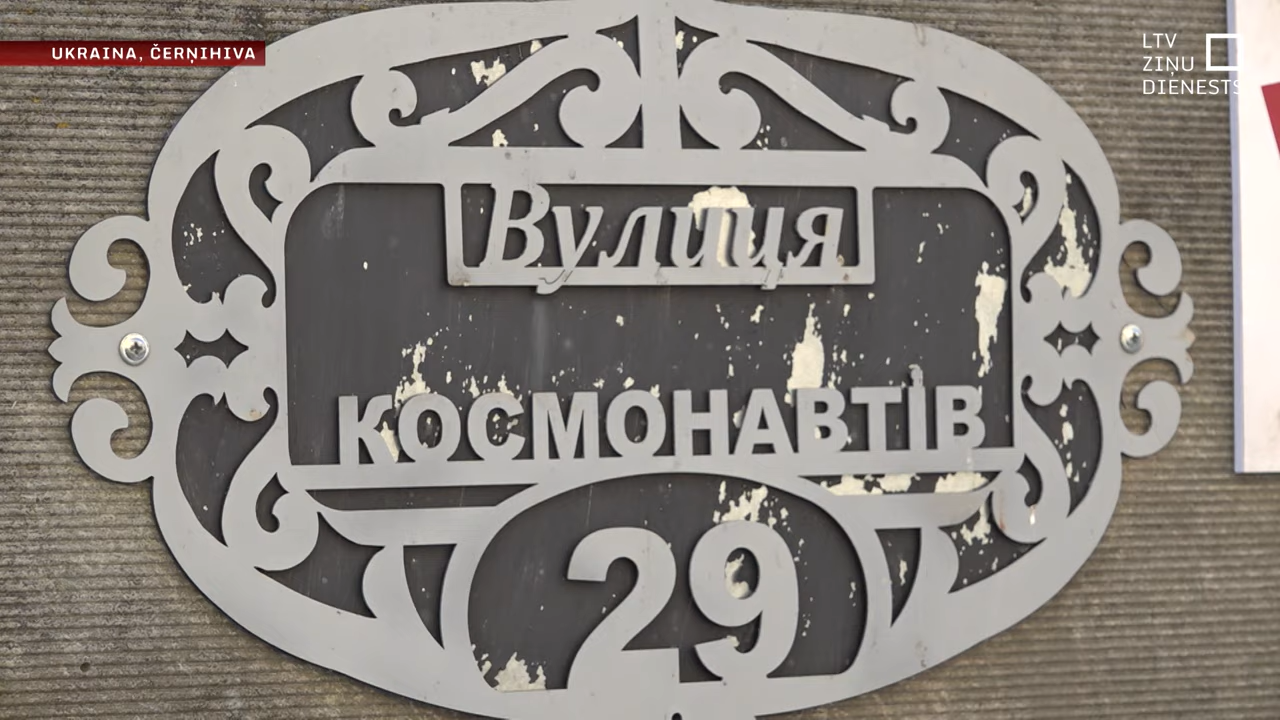 UKRAINA, ČERŅIHIVA
LTV
ZIŅU
DIENESTS
Вулиця
КОСМОНАВТІВ
29